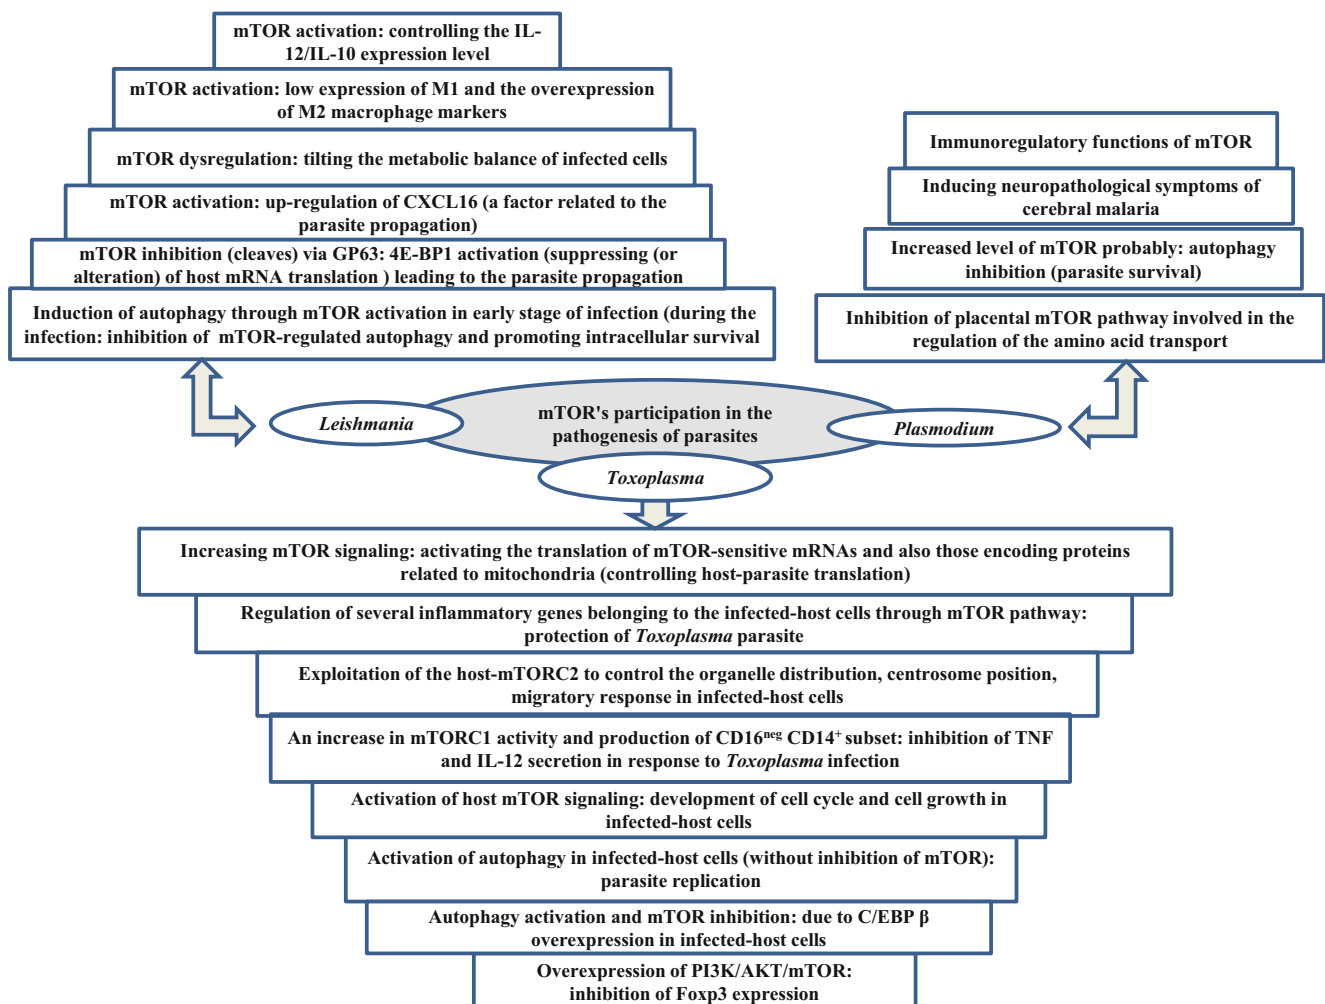 mTOR activation: controlling the IL-
12/IL-10 expression level
mTOR activation: low expression of M1 and the overexpression
of M2 macrophage markers
mTOR dysregulation: tilting the metabolic balance of infected cells
mTOR activation: up-regulation of CXCL16 (a factor related to the
parasite propagation)
mTOR inhibition (cleaves) via GP63: 4E-BP1 activation (suppressing (or
alteration) of host mRNA translation ) leading to the parasite propagation
Induction of autophagy through mTOR activation in early stage of infection (during the
infection: inhibition of mTOR-regulated autophagy and promoting intracellular survival
Immunoregulatory functions of mTOR
Inducing neuropathological symptoms of
cerebral malaria
Increased level of mTOR probably: autophagy
inhibition (parasite survival)
Inhibition of placental mTOR pathway involved in the
regulation of the amino acid transport
Leishmania
mTOR's participation in the
pathogenesis of parasites
Plasmodium
Toxoplasma
Increasing mTOR signaling: activating the translation of mTOR-sensitive mRNAs and also those encoding proteins
related to mitochondria (controlling host-parasite translation)
Regulation of several inflammatory genes belonging to the infected-host cells through mTOR pathway:
protection of Toxoplasma parasite
Exploitation of the host-mTORC2 to control the organelle distribution, centrosome position,
migratory response in infected-host cells
An increase in mTORC1 activity and production of CD16ⁿᵉᵍ CD14⁺ subset: inhibition of TNF
and IL-12 secretion in response to Toxoplasma infection
Activation of host mTOR signaling: development of cell cycle and cell growth in
infected-host cells
Activation of autophagy in infected-host cells (without inhibition of mTOR):
parasite replication
Autophagy activation and mTOR inhibition: due to C/EBP β
overexpression in infected-host cells
Overexpression of PI3K/AKT/mTOR:
inhibition of Foxp3 expression